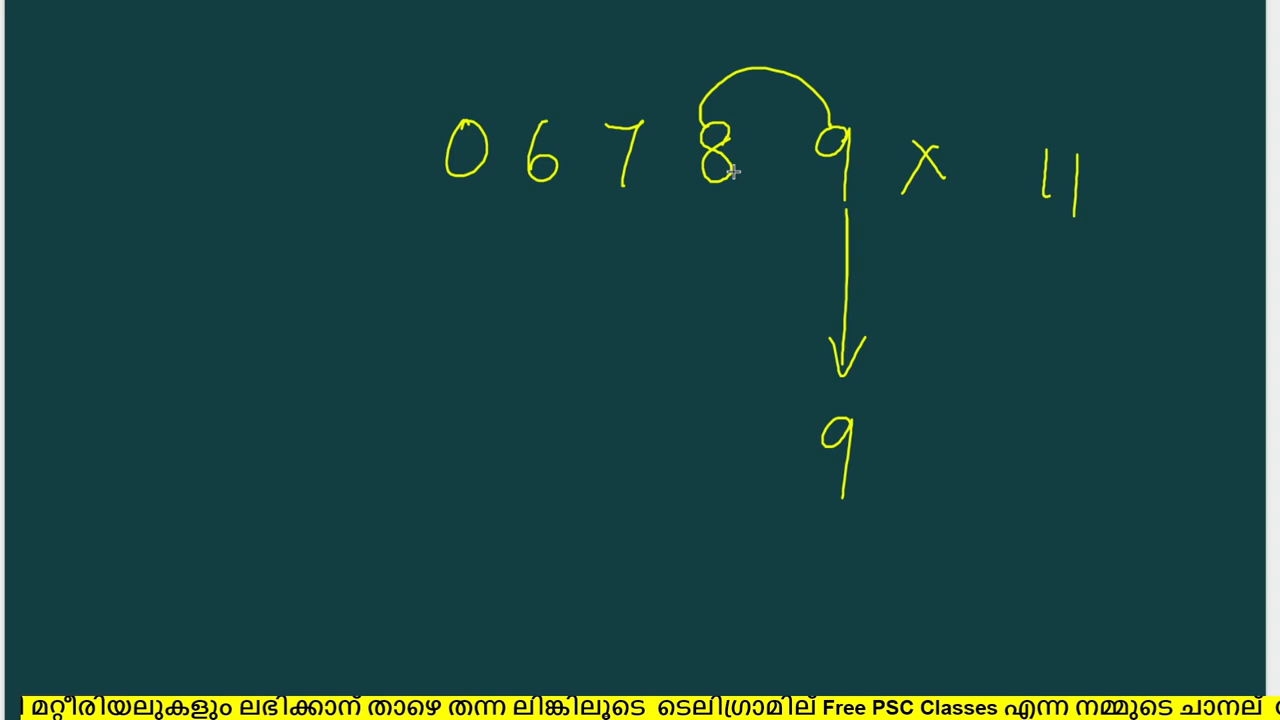 0 6 7 8 9 x 11
9
മറ്റീരിയലുകളും ലഭിക്കാന് താഴെ തന്ന ലിങ്കിലൂടെ ടെലിഗ്രാമില് Free PSC Classes എന്ന നമ്മുടെ ചാനല്